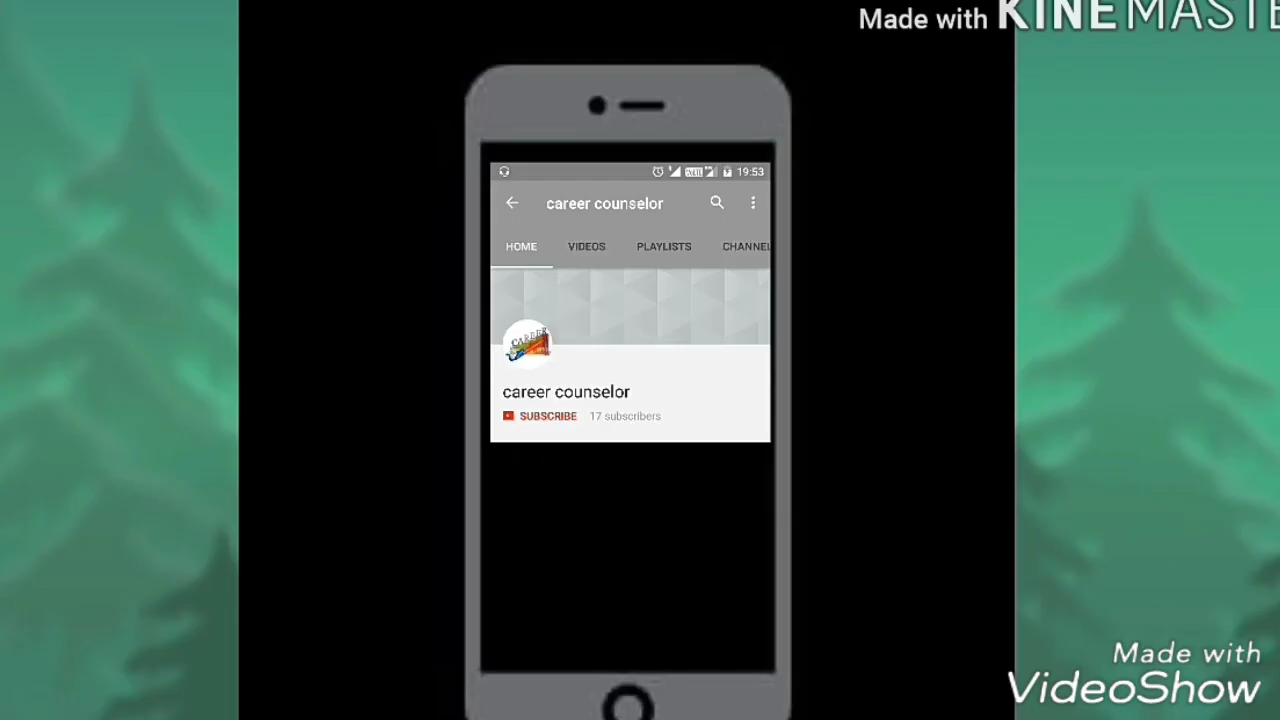 Made with KINEMASTE
19:53
career counselor
HOME VIDEOS PLAYLISTS CHANNEL
CAREER
career counselor
SUBSCRIBE 17 subscribers
Made with
VideoShow